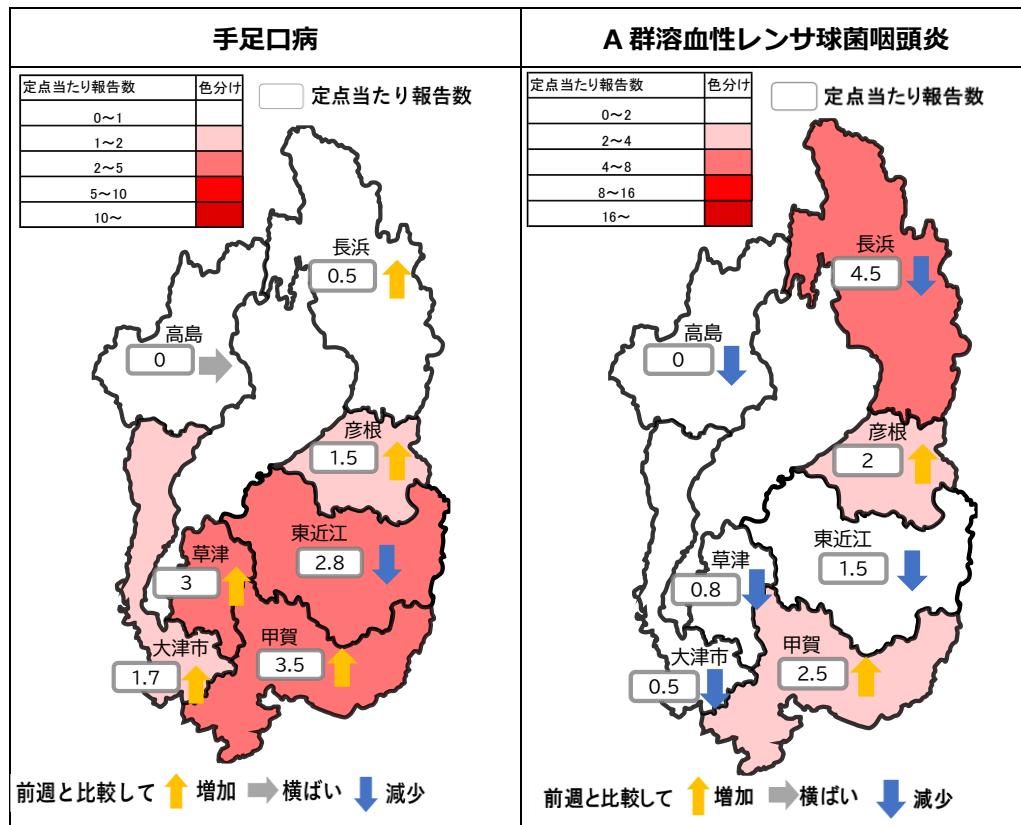 手足口病
定点当たり報告数 色分け
0～1
1～2
2～5
5～10
10～
定点当たり報告数
長浜
0.5
高島
0
彦根
1.5
東近江
2.8
草津
3
甲賀
3.5
大津市
1.7
前週と比較して 増加 横ばい 減少
A群溶血性レンサ球菌咽頭炎
定点当たり報告数 色分け
0～2
2～4
4～8
8～16
16～
定点当たり報告数
長浜
4.5
高島
0
彦根
2
東近江
1.5
草津
0.8
甲賀
2.5
大津市
0.5
前週と比較して 増加 横ばい 減少